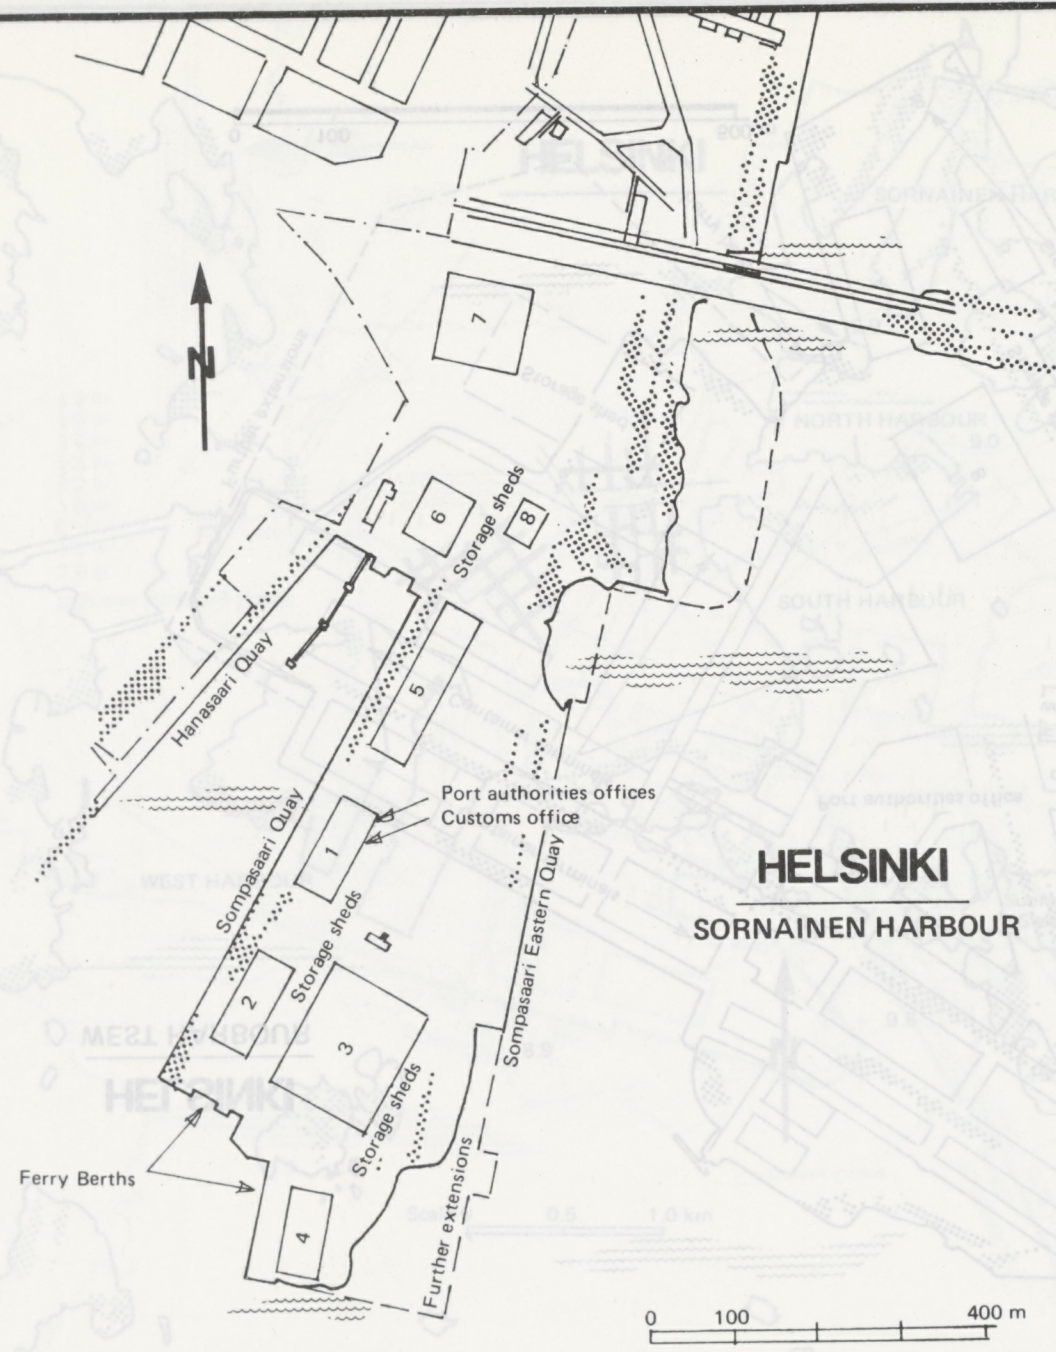 N
7
6
Storage sheds
8
Hanasaari Quay
5
Port authorities offices
Customs office
1
Sompasaari Quay
Sompasaari Eastern Quay
HELSINKI
SORNAINEN HARBOUR
Storage sheds
2
3
Storage sheds
Ferry Berths
4
Further extensions
0 100 400 m